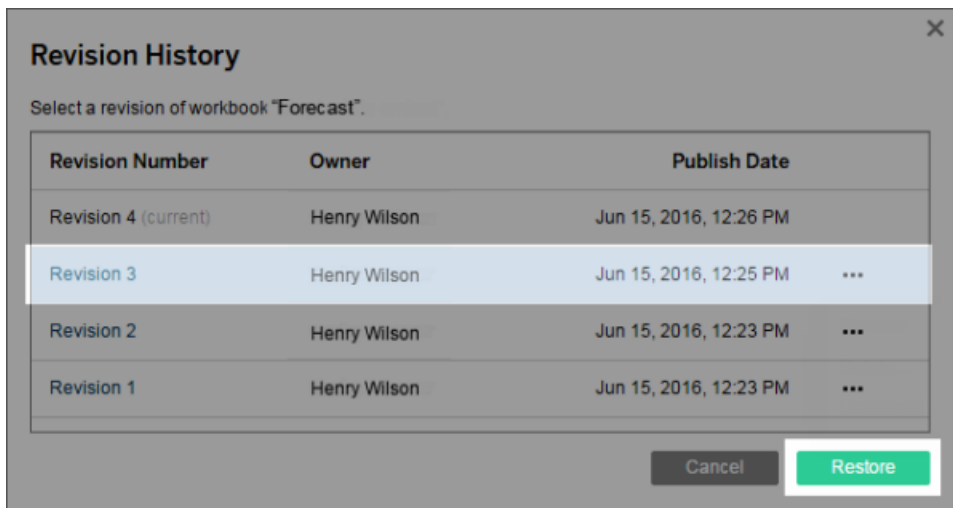 Revision History
Select a revision of workbook "Forecast".
Revision Number Owner Publish Date
Revision 4 (current) Henry Wilson Jun 15, 2016, 12:26 PM
Revision 3 Henry Wilson Jun 15, 2016, 12:25 PM ...
Revision 2 Henry Wilson Jun 15, 2016, 12:23 PM ...
Revision 1 Henry Wilson Jun 15, 2016, 12:23 PM ...
Cancel Restore